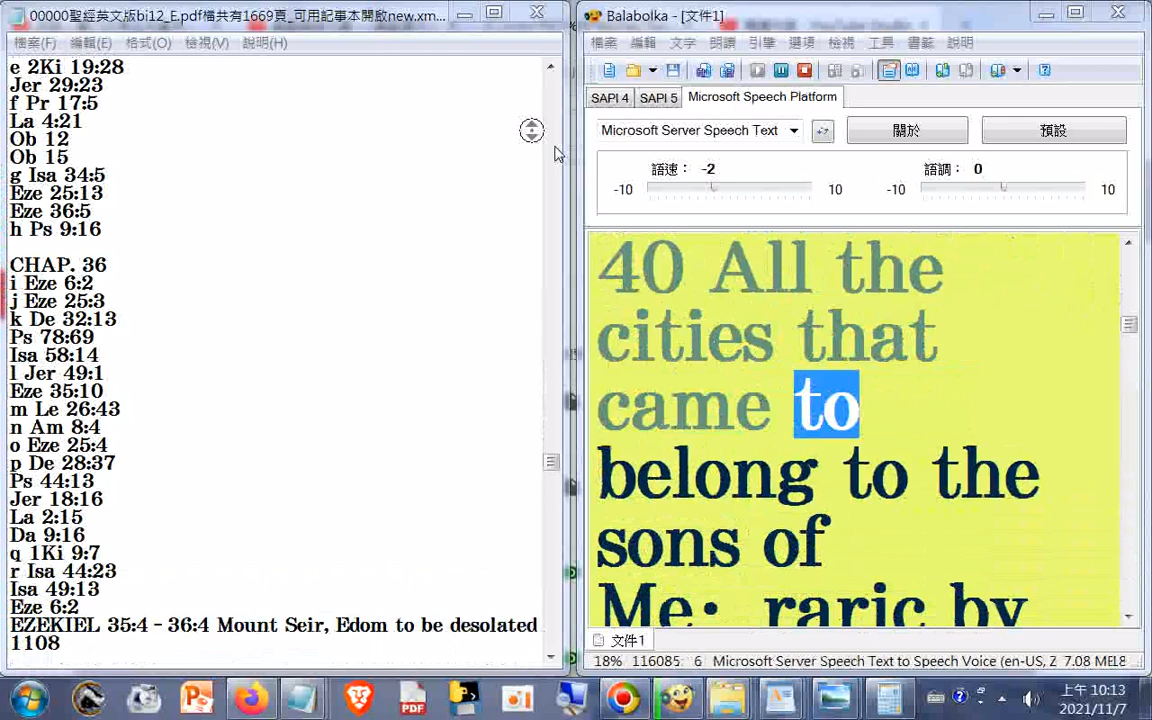 00000聖經英文版bi12_E.pdf檔共有1669頁_可用記事本開啟new.xm...
檔案(F) 編輯(E) 格式(O) 檢視(V) 說明(H)
e 2Ki 19:28
Jer 29:23
f Pr 17:5
La 4:21
Ob 12
Ob 15
g Isa 34:5
Eze 25:13
Eze 36:5
h Ps 9:16
CHAP. 36
i Eze 6:2
j Eze 25:3
k De 32:13
Ps 78:69
Isa 58:14
l Jer 49:1
Eze 35:10
m Le 26:43
n Am 8:4
o Eze 25:4
p De 28:37
Ps 44:13
Jer 18:16
La 2:15
Da 9:16
q 1Ki 9:7
r Isa 44:23
Isa 49:13
Eze 6:2
EZEKIEL 35:4–36:4 Mount Seir, Edom to be desolated
1108
Balabolka - [文件1]
檔案 編輯 文字 朗讀 引擎 選項 檢視 工具 書籤 說明
SAPI 4 SAPI 5 Microsoft Speech Platform
Microsoft Server Speech Text 關於 預設
語速： -2 語調： 0
-10 10 -10 10
40 All the
cities that
came to
belong to the
sons of
Me·raric by
文件1
18% 116085: 6 Microsoft Server Speech Text to Speech Voice (en-US, Z 7.08 MEL8
PDF
上午 10:13
2021/11/7